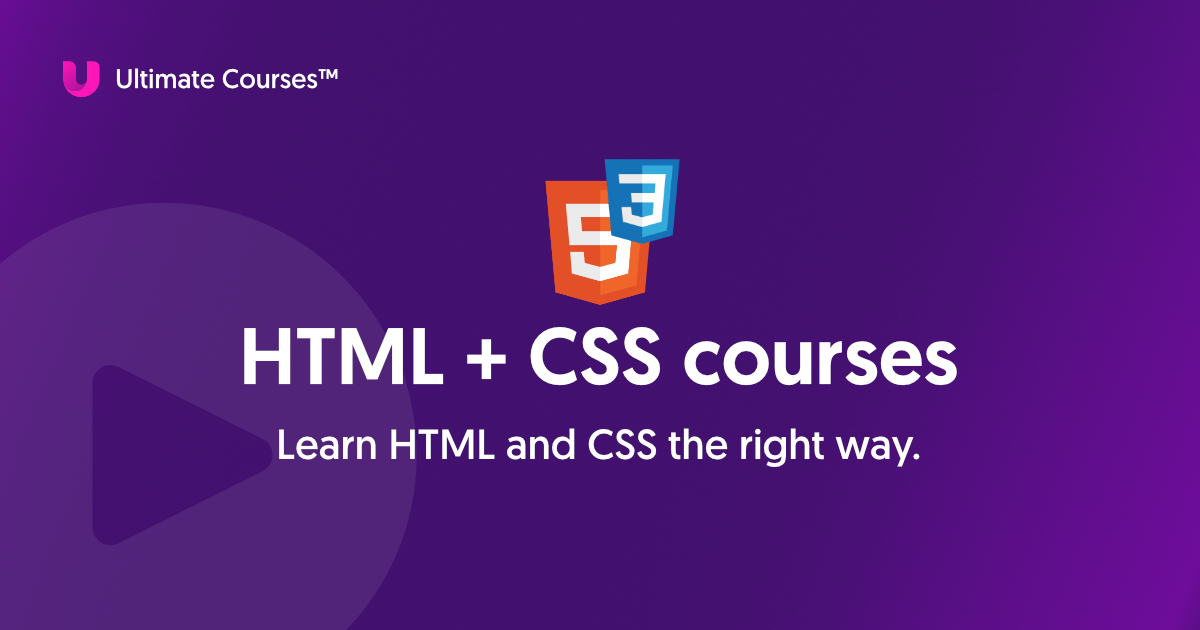 Ultimate Courses™
5
3
HTML + CSS courses
Learn HTML and CSS the right way.